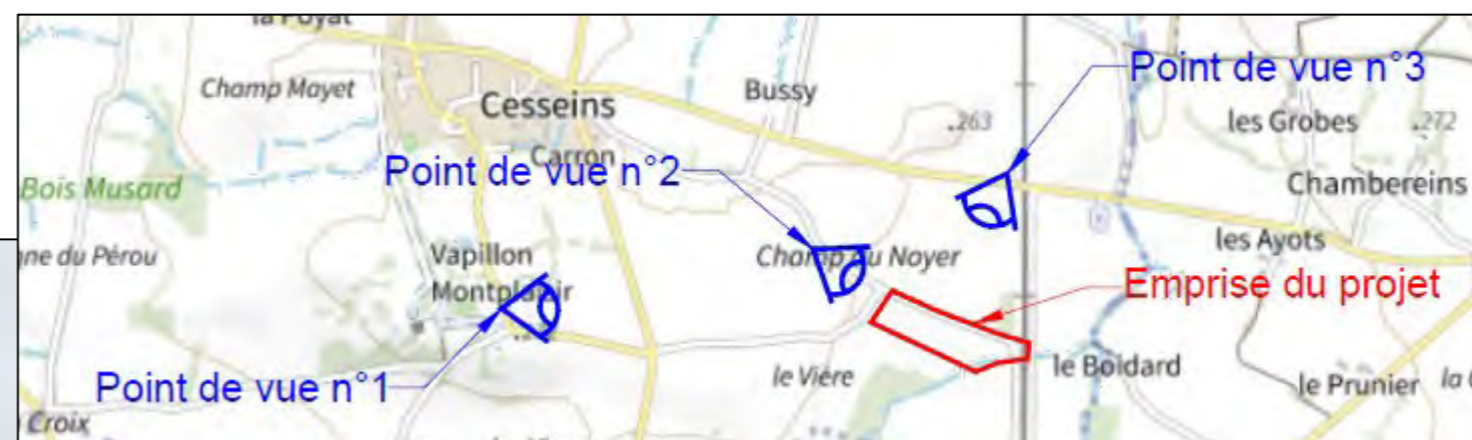 la Poyat
Champ Mayet
Cesseins
Bussy
Point de vue n°3
.263
les Grobes
.272
Carron
Point de vue n°2
Bois Musard
Chambereins
gne du Pérou
Vapillon
Champ du Noyer
les Ayots
Montplaisir
Emprise du projet
le Vière
le Boidard
Point de vue n°1
le Prunier
la
Croix